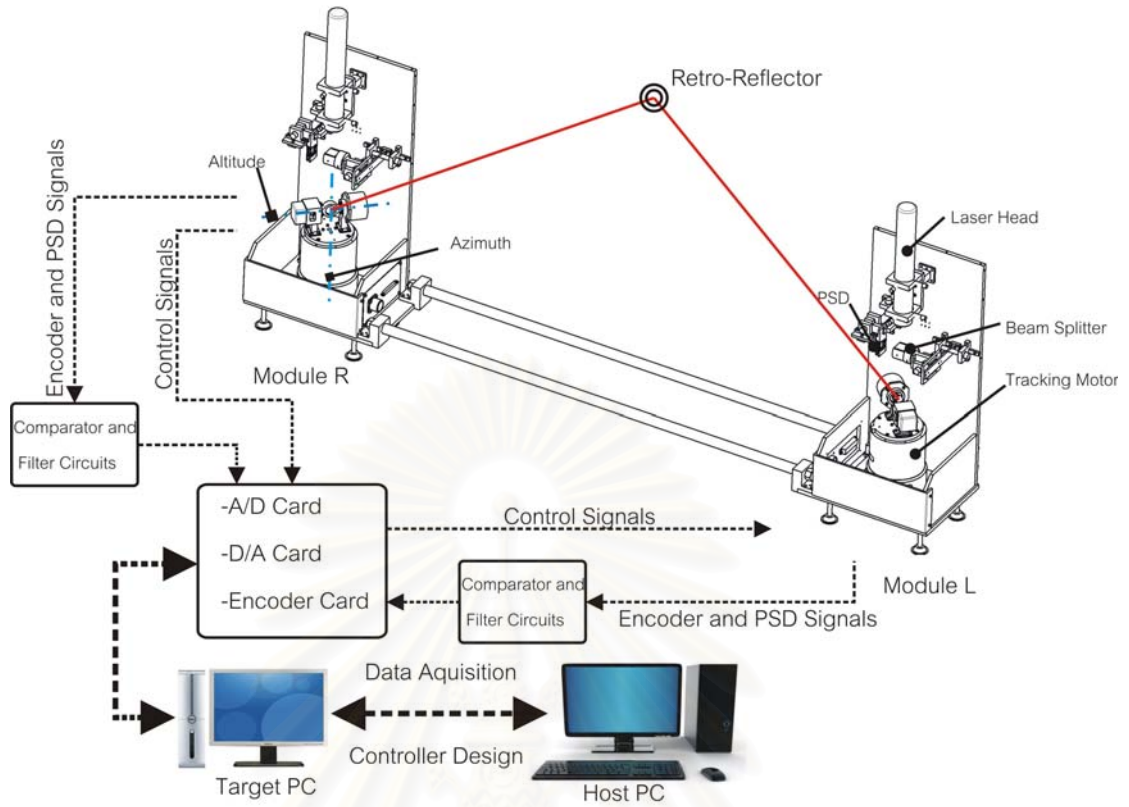 Retro-Reflector
Altitude
Azimuth
Module R
Encoder and PSD Signals
Control Signals
Laser Head
PSD
Beam Splitter
Tracking Motor
Module L
Comparator and
Filter Circuits
-A/D Card
-D/A Card
-Encoder Card
Control Signals
Comparator and
Filter Circuits
Encoder and PSD Signals
Data Aquisition
Controller Design
Target PC
Host PC